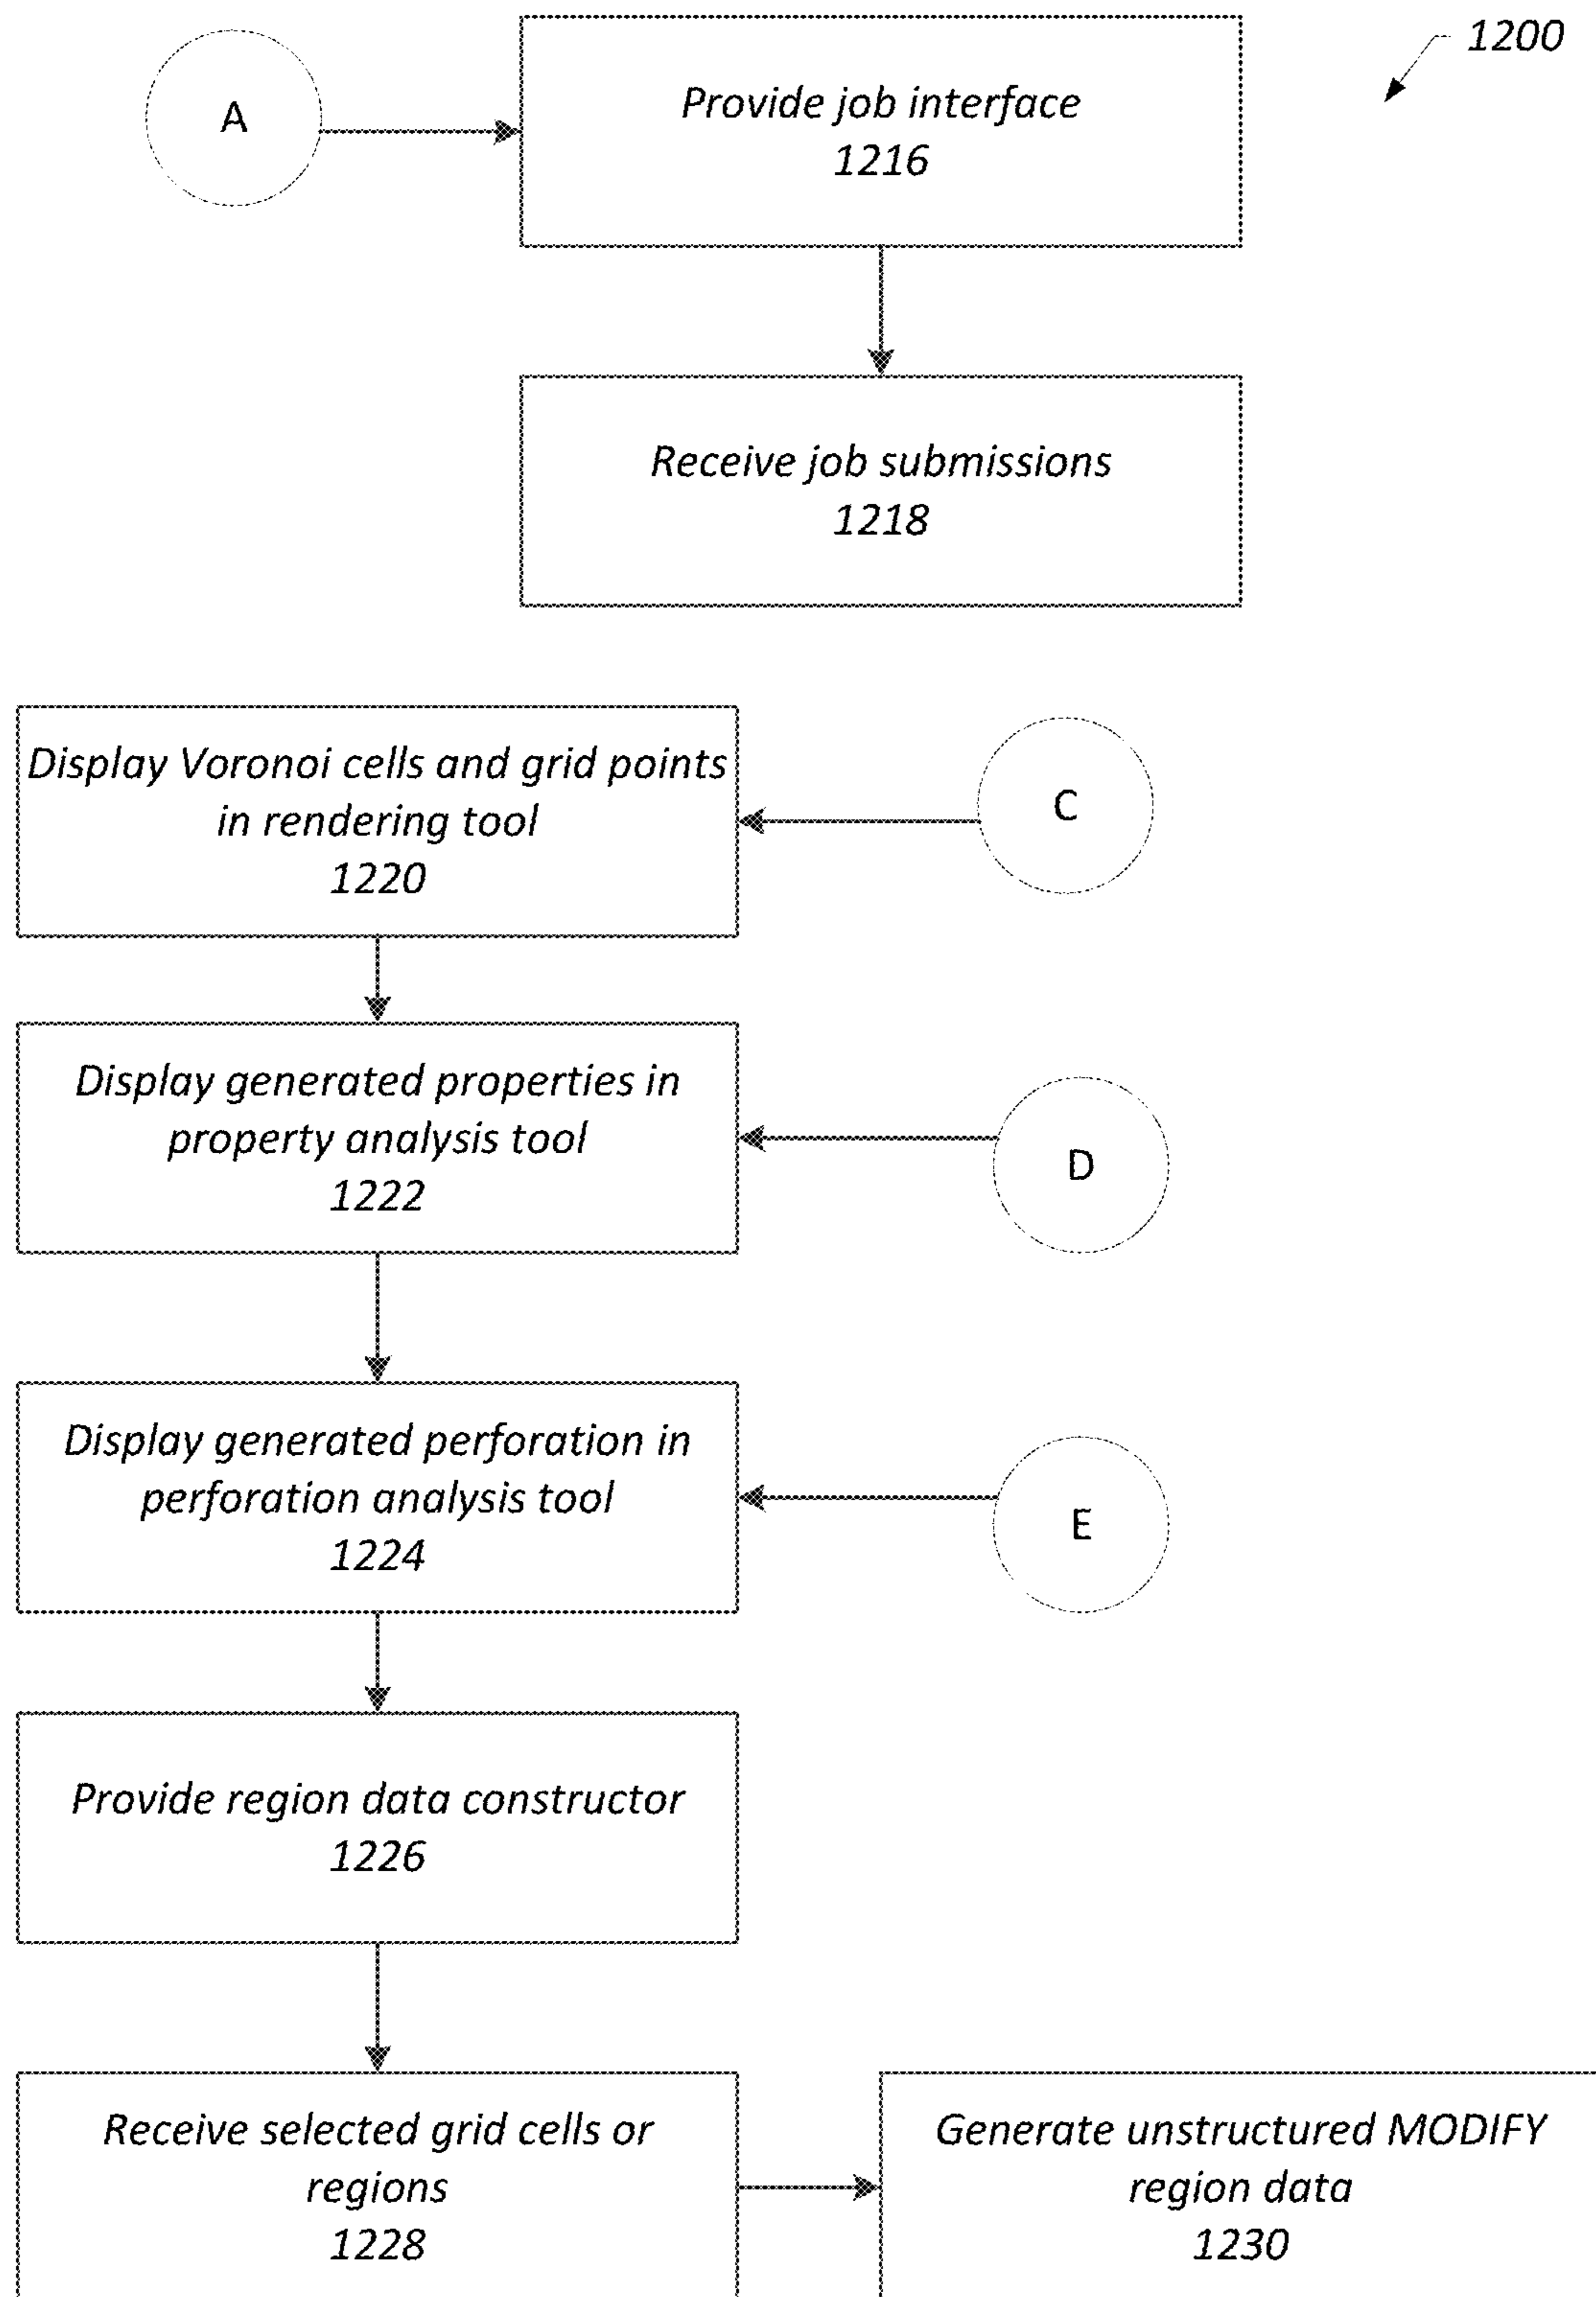 1200
A
Provide job interface
1216
Receive job submissions
1218
Display Voronoi cells and grid points
in rendering tool
1220
C
Display generated properties in
property analysis tool
1222
D
Display generated perforation in
perforation analysis tool
1224
E
Provide region data constructor
1226
Receive selected grid cells or
regions
1228
Generate unstructured MODIFY
region data
1230